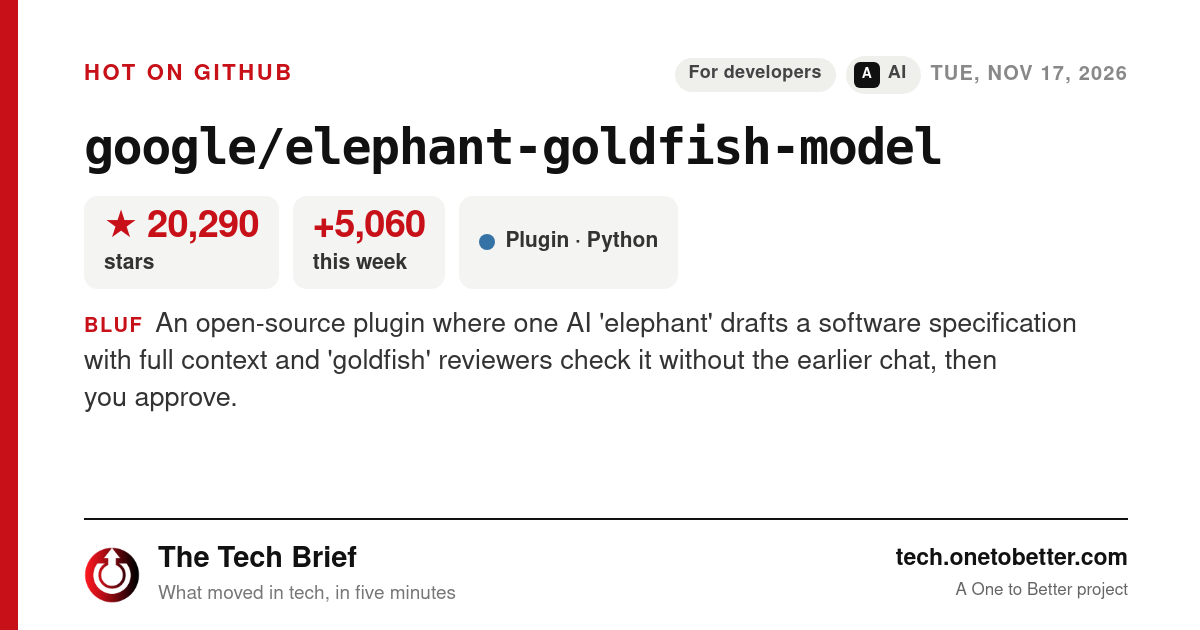 HOT ON GITHUB
For developers
A AI
TUE, NOV 17, 2026
google/elephant-goldfish-model
★ 20,290
stars
+5,060
this week
Plugin · Python
BLUF An open-source plugin where one AI 'elephant' drafts a software specification
with full context and 'goldfish' reviewers check it without the earlier chat, then
you approve.
The Tech Brief
What moved in tech, in five minutes
tech.onetobetter.com
A One to Better project